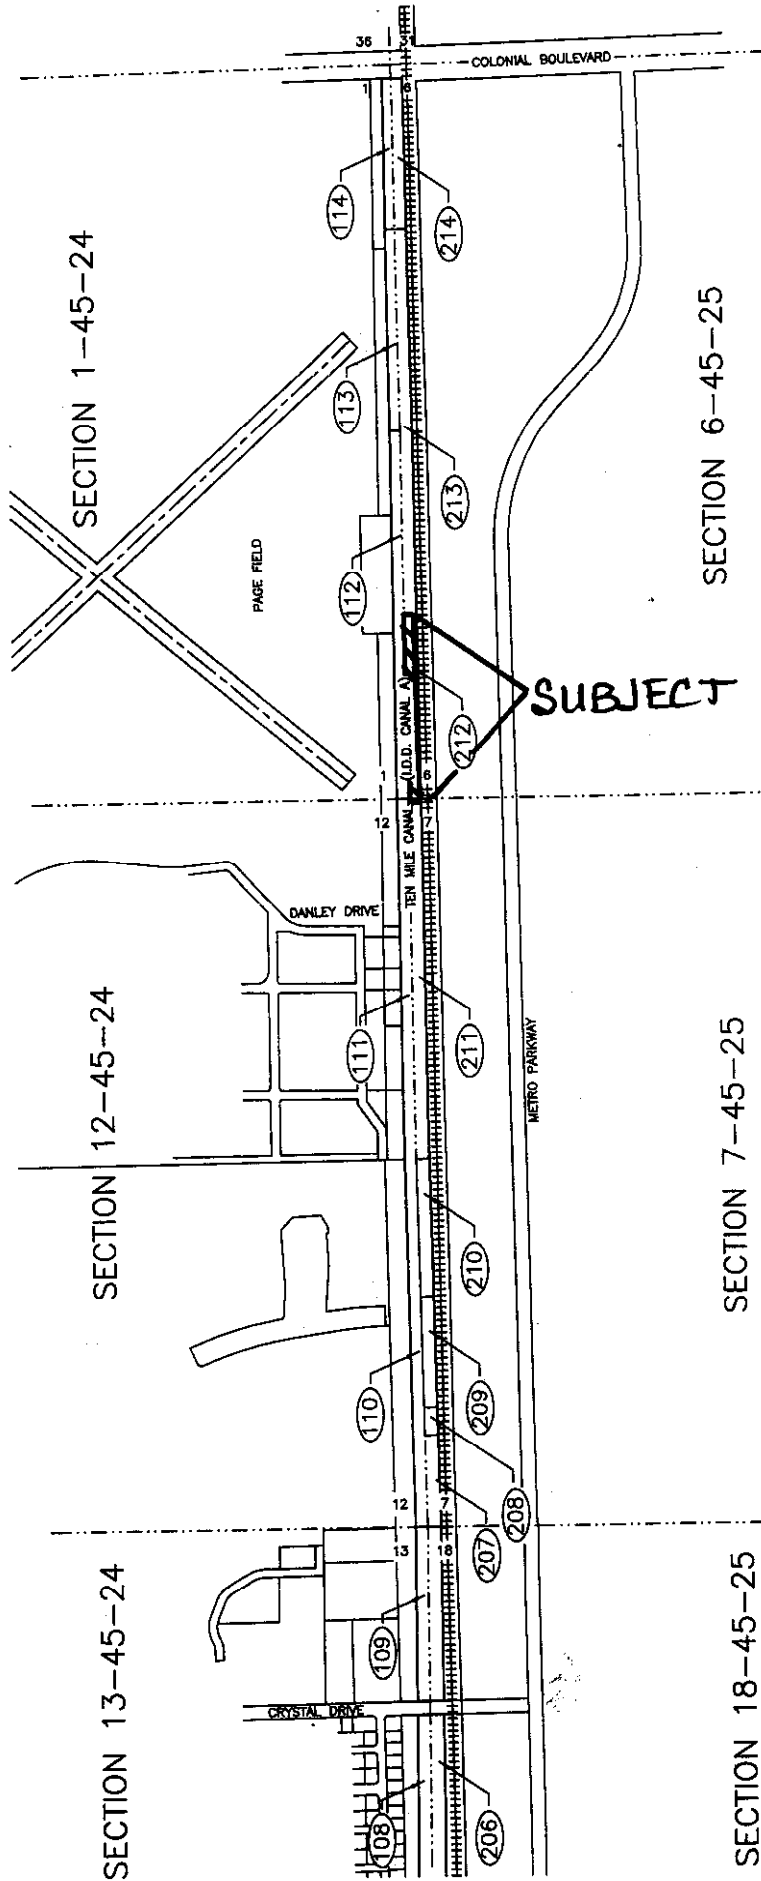 36
31
COLONIAL BOULEVARD
1
6
114
214
SECTION 1-45-24
SECTION 6-45-25
113
213
PAGE FIELD
112
SUBJECT
212
TEN MILE CANAL (I.D.D. CANAL A)
1
6
12
7
DANLEY DRIVE
SECTION 12-45-24
111
211
METRO PARKWAY
SECTION 7-45-25
210
110
209
208
12
7
13
18
207
SECTION 13-45-24
109
CRYSTAL DRIVE
SECTION 18-45-25
108
206